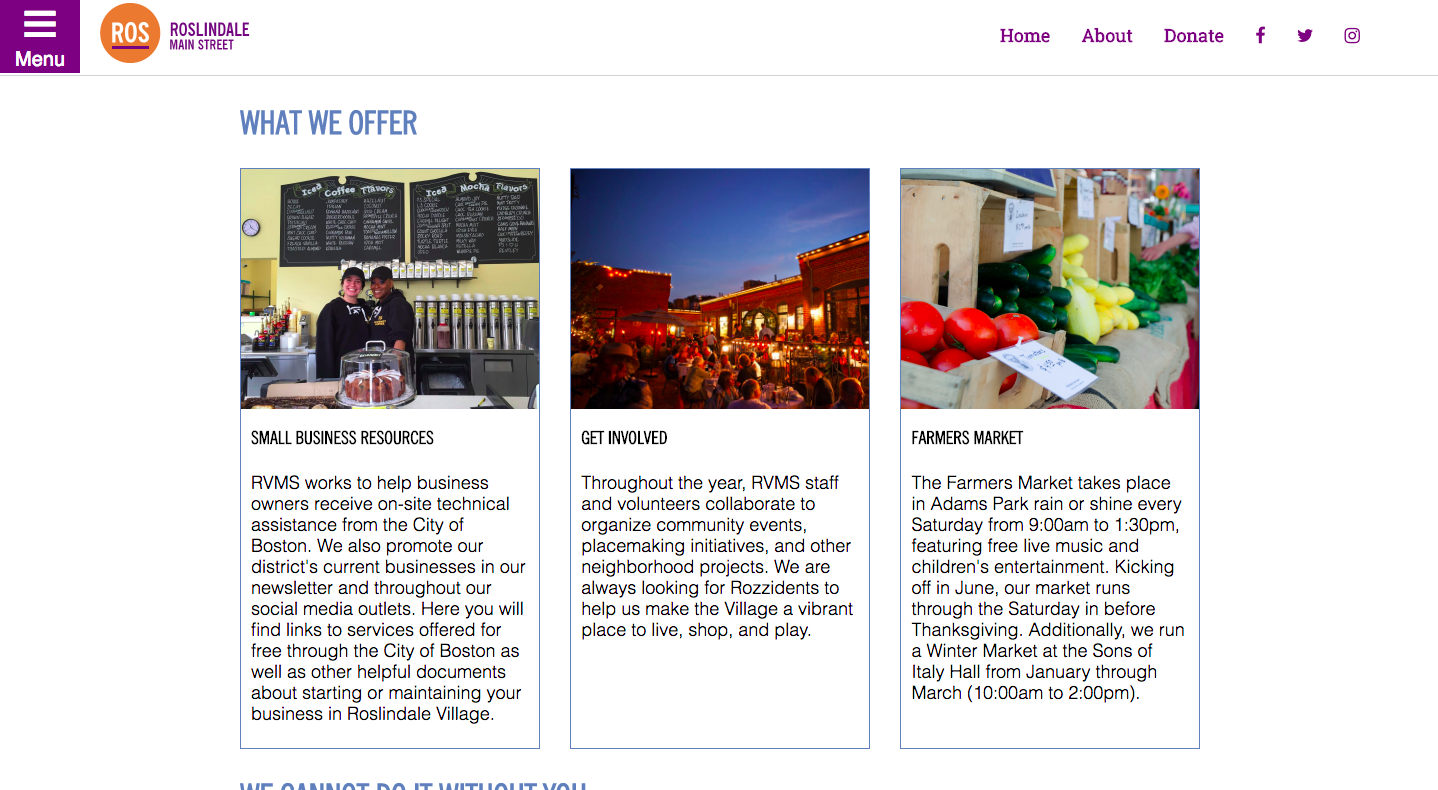 Menu
ROS
ROSLINDALE
MAIN STREET
Home About Donate
WHAT WE OFFER
Iced Coffee Flavors
Iced Mocha Flavors
SMALL BUSINESS RESOURCES
RVMS works to help business
owners receive on-site technical
assistance from the City of
Boston. We also promote our
district's current businesses in our
newsletter and throughout our
social media outlets. Here you will
find links to services offered for
free through the City of Boston as
well as other helpful documents
about starting or maintaining your
business in Roslindale Village.
GET INVOLVED
Throughout the year, RVMS staff
and volunteers collaborate to
organize community events,
placemaking initiatives, and other
neighborhood projects. We are
always looking for Rozzidents to
help us make the Village a vibrant
place to live, shop, and play.
Tomatoes
FARMERS MARKET
The Farmers Market takes place
in Adams Park rain or shine every
Saturday from 9:00am to 1:30pm,
featuring free live music and
children's entertainment. Kicking
off in June, our market runs
through the Saturday in before
Thanksgiving. Additionally, we run
a Winter Market at the Sons of
Italy Hall from January through
March (10:00am to 2:00pm).
WE CANNOT DO IT WITHOUT YOU